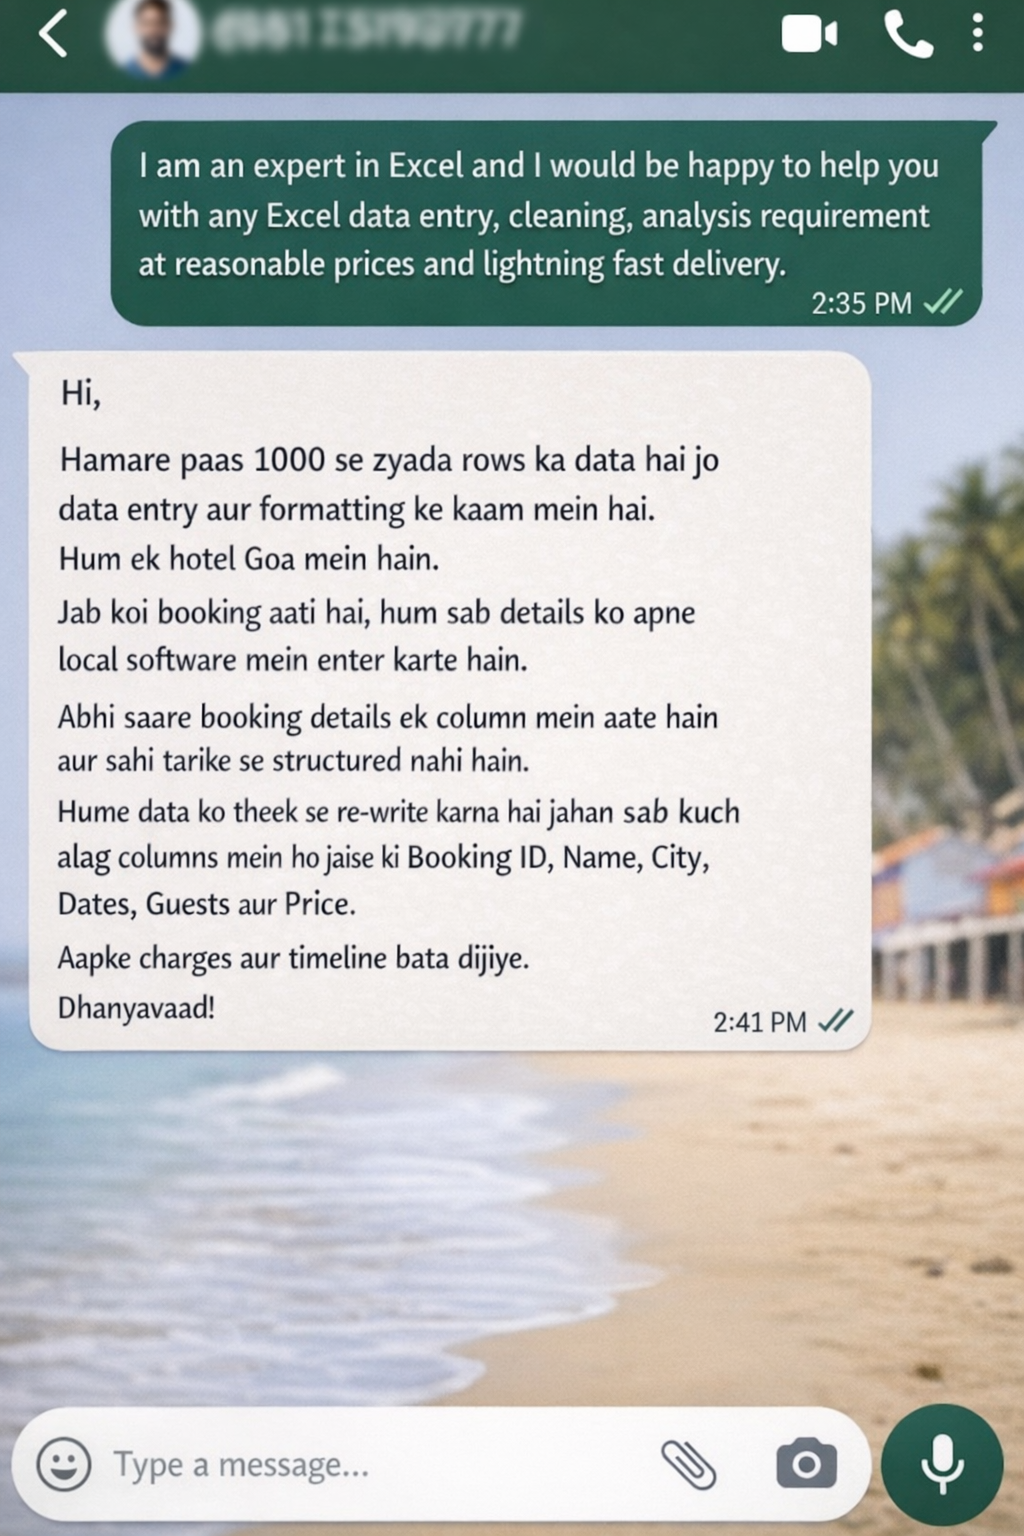 I am an expert in Excel and I would be happy to help you
with any Excel data entry, cleaning, analysis requirement
at reasonable prices and lightning fast delivery.
2:35 PM
Hi,
Hamare paas 1000 se zyada rows ka data hai jo
data entry aur formatting ke kaam mein hai.
Hum ek hotel Goa mein hain.
Jab koi booking aati hai, hum sab details ko apne
local software mein enter karte hain.
Abhi saare booking details ek column mein aate hain
aur sahi tarike se structured nahi hain.
Hume data ko theek se re-write karna hai jahan sab kuch
alag columns mein ho jaise ki Booking ID, Name, City,
Dates, Guests aur Price.
Aapke charges aur timeline bata dijiye.
Dhanyavaad!
2:41 PM
Type a message...